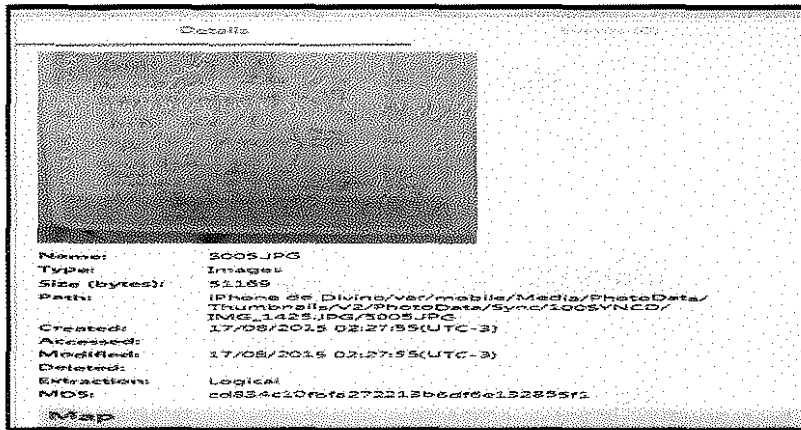 Details
Name: 5005.JPG
Type: Images
Size (bytes): 51169
Path: iPhone de Divino/var/mobile/Media/PhotoData/
Thumbnails/V2/PhotoData/Sync/100SYNCD/
IMG_1425.JPG/5005.JPG
Created: 17/08/2015 02:27:55(UTC-3)
Accessed:
Modified: 17/08/2015 02:27:55(UTC-3)
Deleted:
Extraction: Logical
MD5:
Map